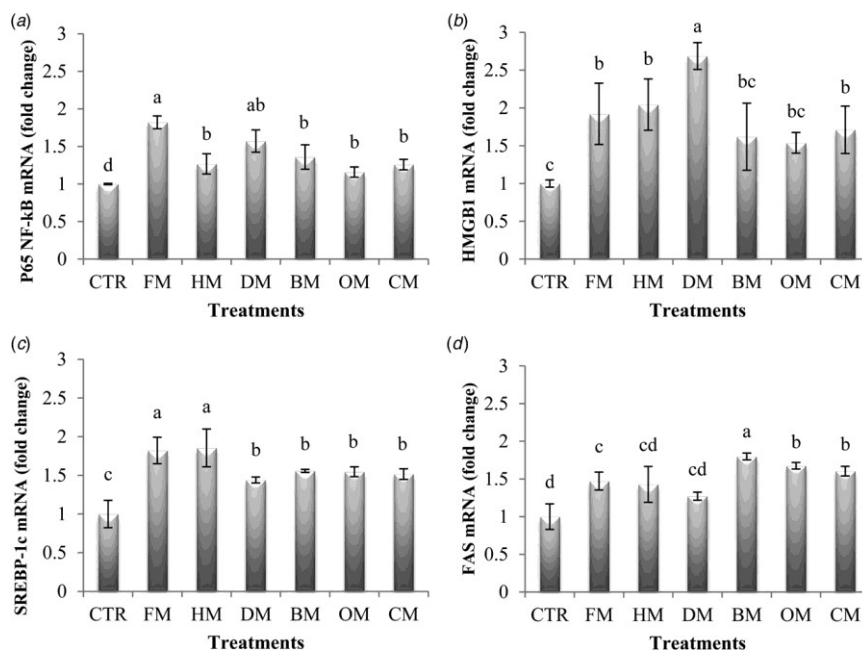 (a)
P65 NF-kB mRNA (fold change)
3
2.5
2
1.5
1
0.5
0
d
a
b
ab
b
b
b
CTR FM HM DM BM OM CM
Treatments
(b)
HMGB1 mRNA (fold change)
3
2.5
2
1.5
1
0.5
0
c
b
b
a
bc
bc
b
CTR FM HM DM BM OM CM
Treatments
(c)
SREBP-1c mRNA (fold change)
3
2.5
2
1.5
1
0.5
0
c
a
a
b
b
b
b
CTR FM HM DM BM OM CM
Treatments
(d)
FAS mRNA (fold change)
3
2.5
2
1.5
1
0.5
0
d
c
cd
cd
a
b
b
CTR FM HM DM BM OM CM
Treatments